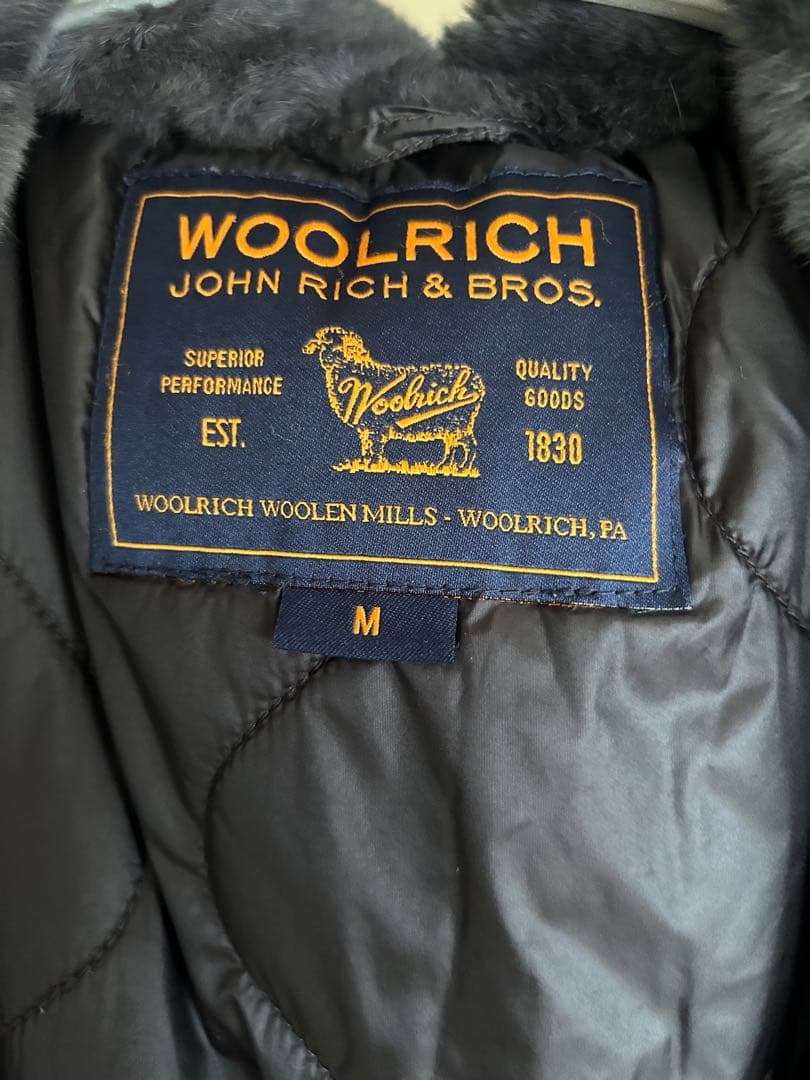 WOOLRICH
JOHN RICH & BROS.
SUPERIOR
PERFORMANCE
EST.
Woolrich
QUALITY
GOODS
1830
WOOLRICH WOOLEN MILLS - WOOLRICH, PA
M